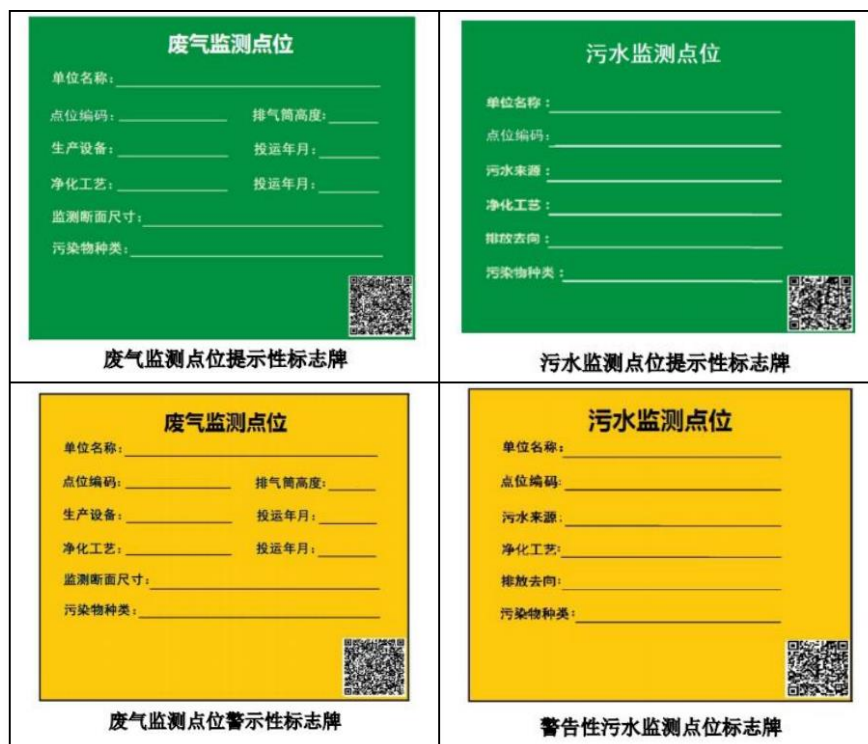 废气监测点位
单位名称:
点位编码: 排气筒高度:
生产设备: 投运年月:
净化工艺: 投运年月:
监测断面尺寸:
污染物种类:
废气监测点位提示性标志牌
污水监测点位
单位名称:
点位编码:
污水来源:
净化工艺:
排放去向:
污染物种类:
污水监测点位提示性标志牌
废气监测点位
单位名称:
点位编码: 排气筒高度:
生产设备: 投运年月:
净化工艺: 投运年月:
监测断面尺寸:
污染物种类:
废气监测点位警示性标志牌
污水监测点位
单位名称:
点位编码:
污水来源:
净化工艺:
排放去向:
污染物种类:
警告性污水监测点位标志牌